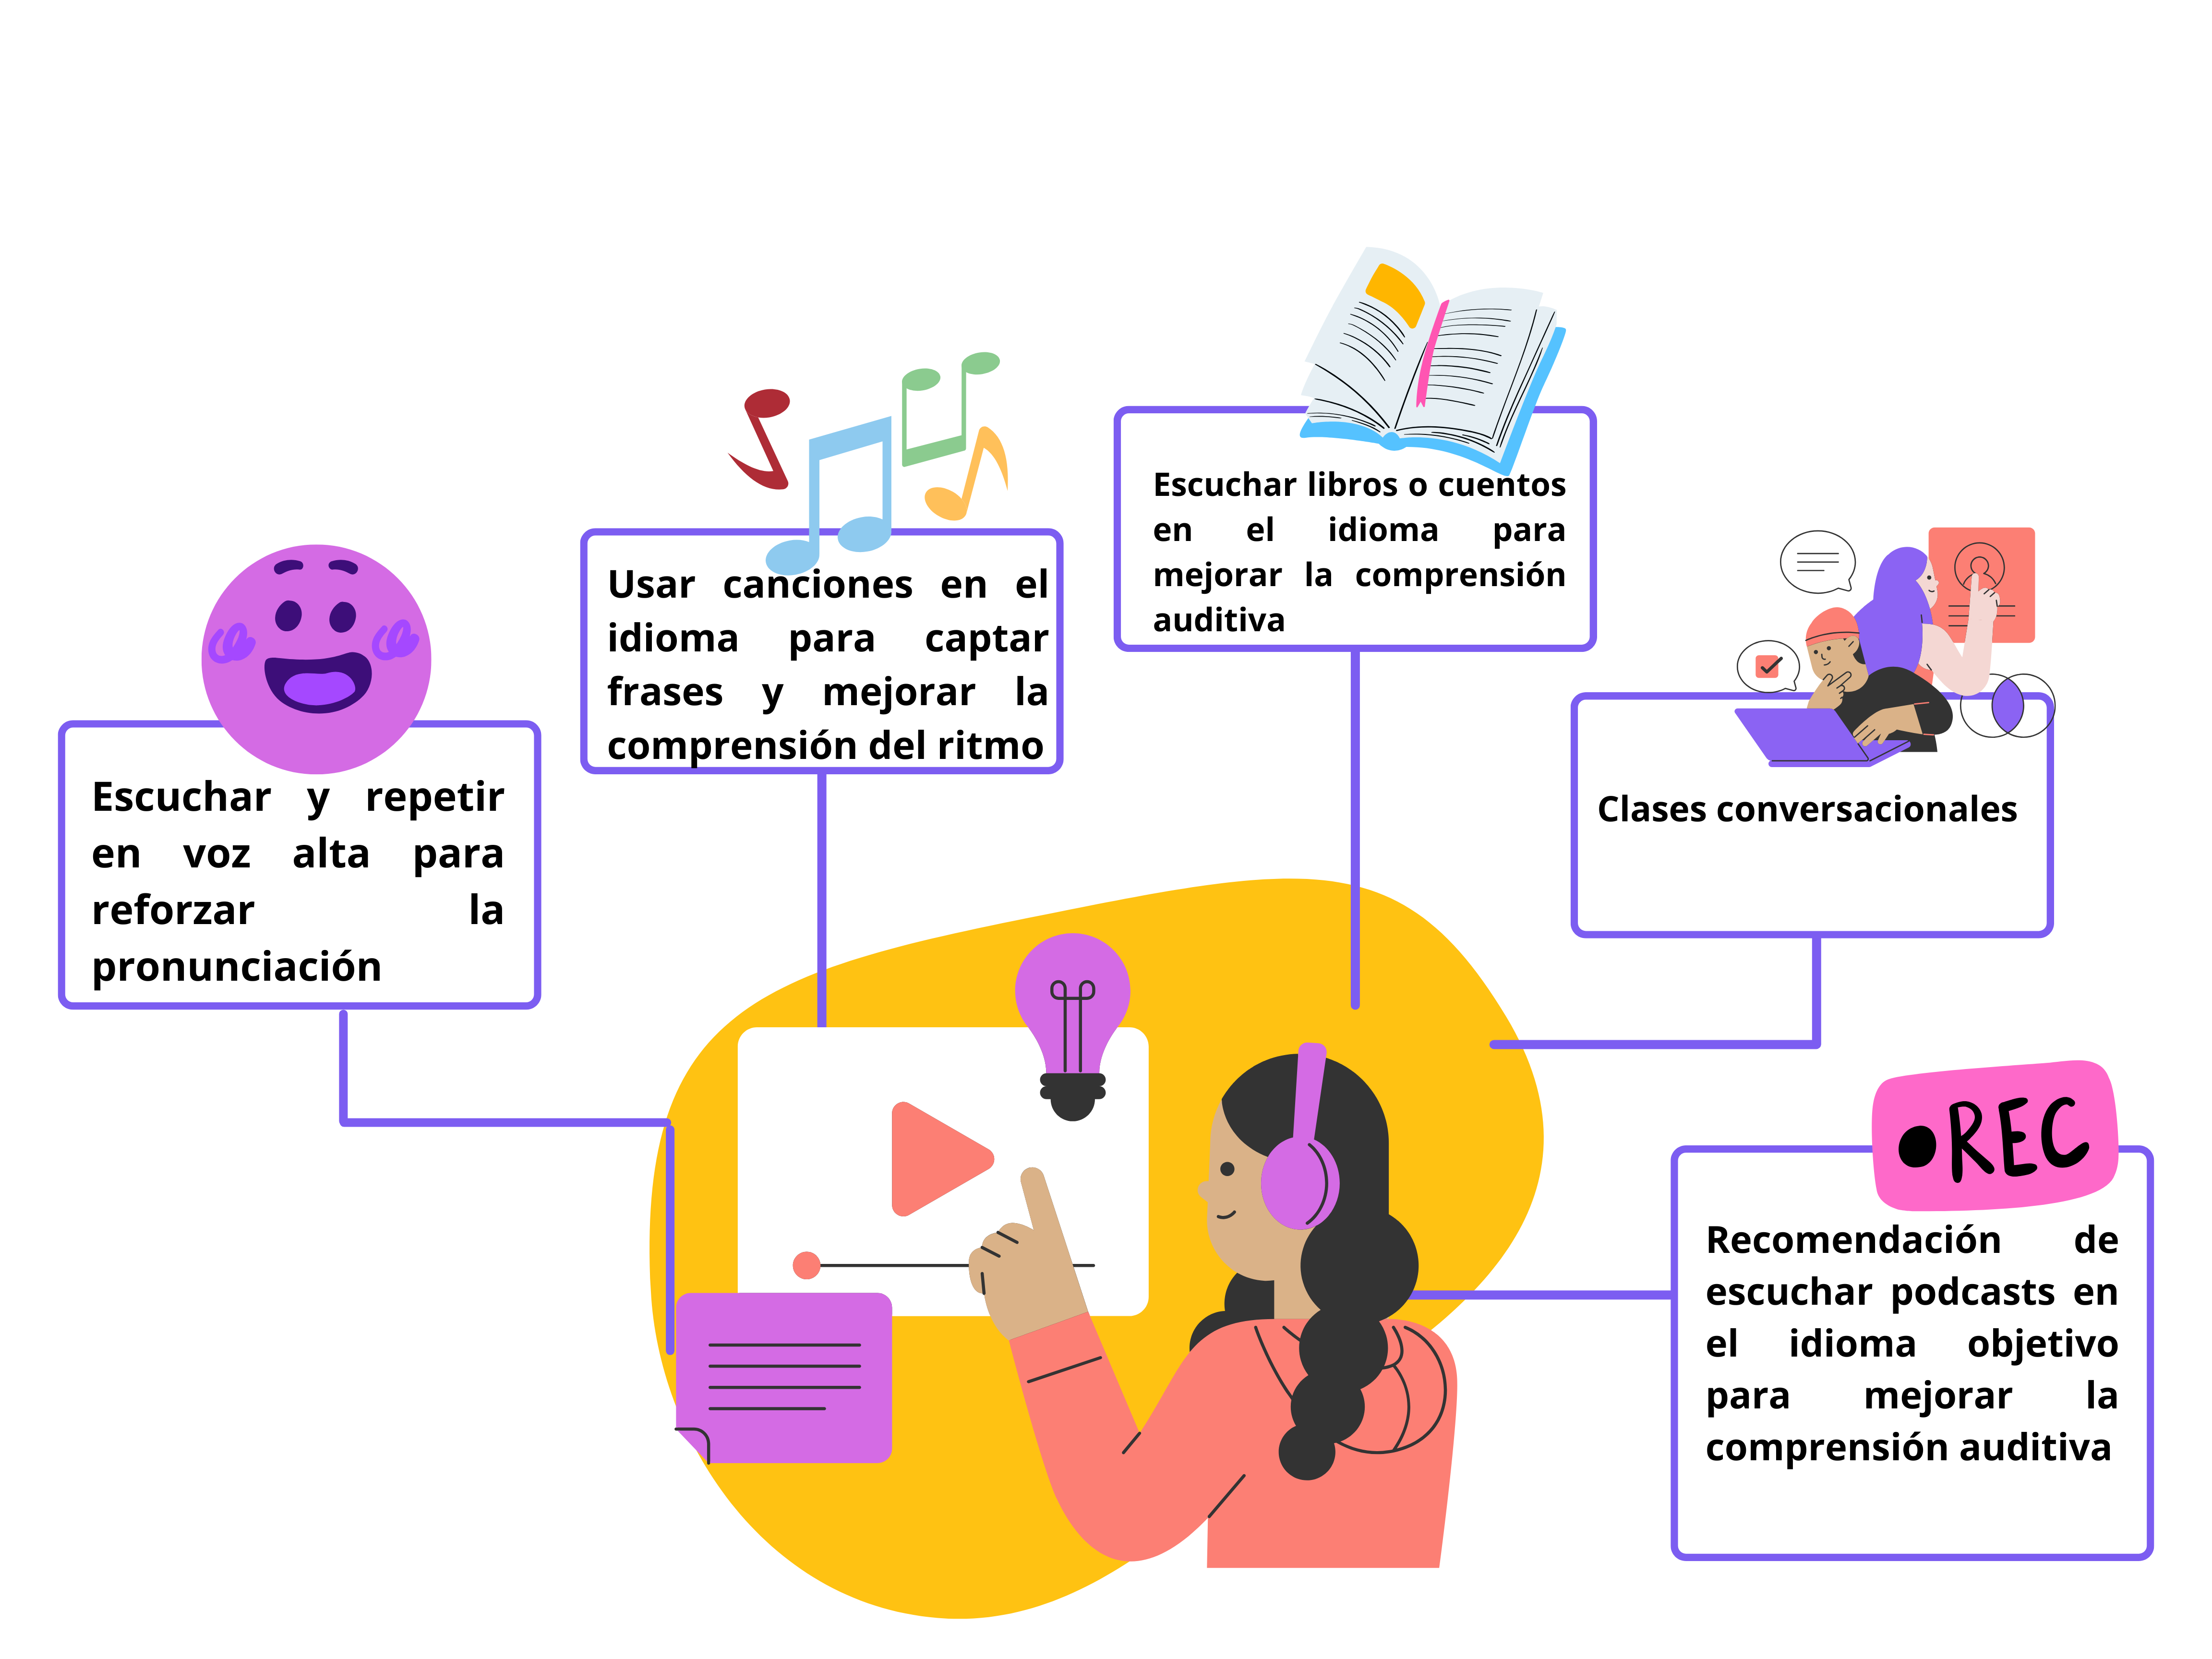 Escuchar y repetir
en voz alta para
reforzar la
pronunciación
Usar canciones en el
idioma para captar
frases y mejorar la
comprensión del ritmo
Escuchar libros o cuentos
en el idioma para
mejorar la comprensión
auditiva
Clases conversacionales
REC
Recomendación de
escuchar podcasts en
el idioma objetivo
para mejorar la
comprensión auditiva